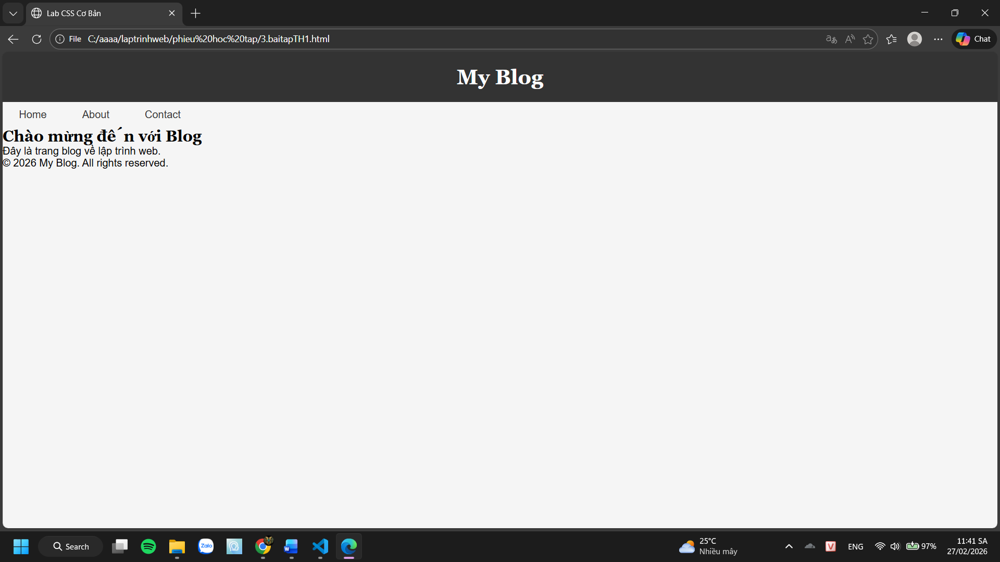 Lab CSS Cơ Bản
File C:/aaaa/laptrinhweb/phieu%20hoc%20tap/3.baitapTH1.html
Chat
My Blog
Home About Contact
Chào mừng đến với Blog
Đây là trang blog về lập trình web.
© 2026 My Blog. All rights reserved.
Search
Zalo
25°C
Nhiều mây
ENG
97%
11:41 SA
27/02/2026